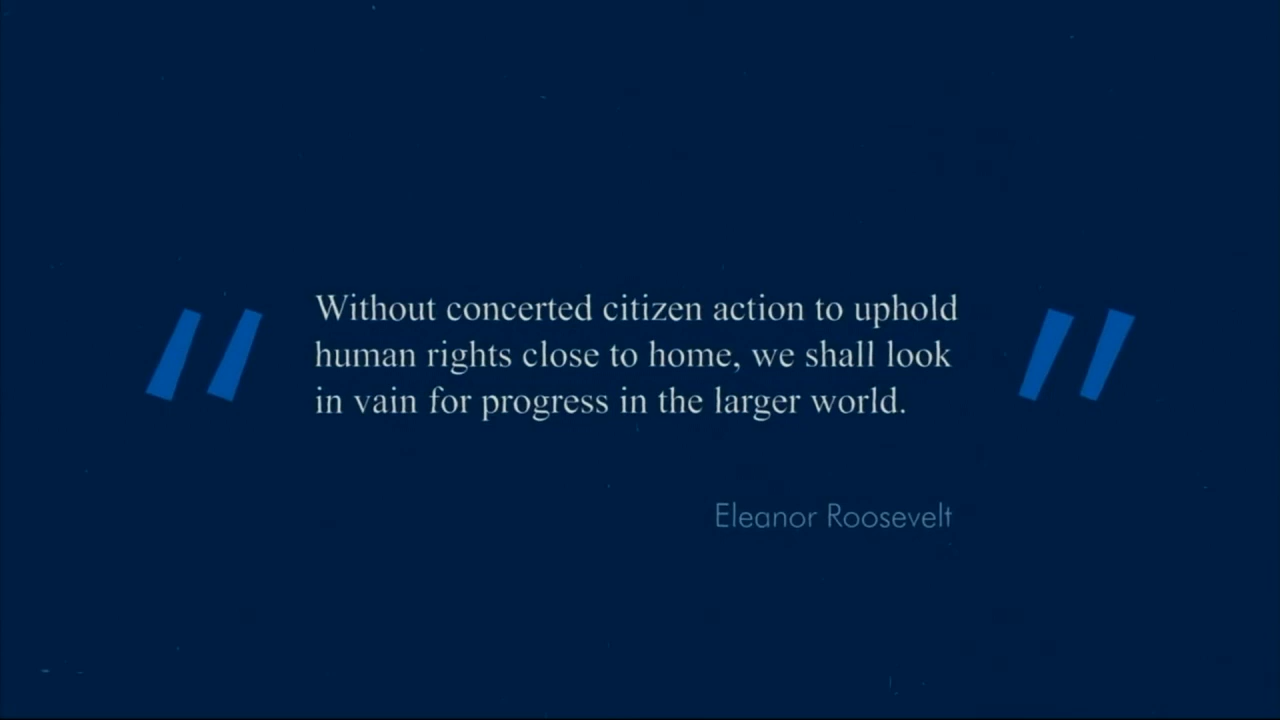 Without concerted citizen action to uphold
human rights close to home, we shall look
in vain for progress in the larger world.
Eleanor Roosevelt